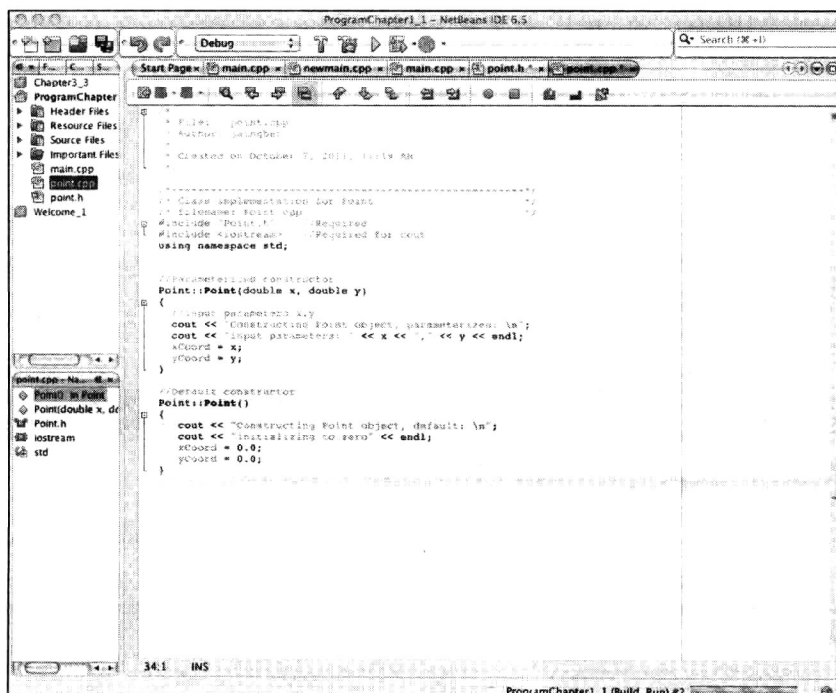 ProgramChapter1_1 – NetBeans IDE 6.5
Debug
Search (⌘+I)
F... C... S...
Start Page main.cpp newmain.cpp main.cpp point.h * point.cpp *
Chapter3_3
ProgramChapter
Header Files
Resource Files
Source Files
Important Files
main.cpp
point.cpp
point.h
Welcome_1
* File: point.cpp
* Author:
*
* Created on October 7, 2011, AM
/*----------------------------------------------------*/
/* Class implementation for Point */
/* filename: Point.cpp */
#include "Point.h" //Required
#include <iostream> //Required for cout
using namespace std;
//Parameterized constructor
Point::Point(double x, double y)
{
//input parameters x,y
cout << "Constructing Point object, parameterized: \n";
cout << "input parameters: " << x << "," << y << endl;
xCoord = x;
yCoord = y;
}
//Default constructor
Point::Point()
{
cout << "Constructing Point object, default: \n";
cout << "initializing to zero" << endl;
xCoord = 0.0;
yCoord = 0.0;
}
point.cpp - Na...
Point() in Point
Point(double x, do
Point.h
iostream
std
34:1 INS
ProgramChapter1_1 (Build, Run) #2